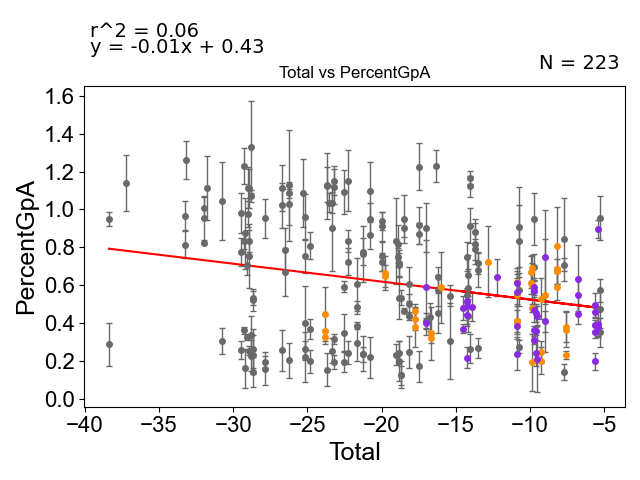 r^2 = 0.06
y = -0.01x + 0.43
N = 223
Total vs PercentGpA
1.6
1.4
1.2
1.0
0.8
0.6
0.4
0.2
0.0
PercentGpA
−40 −35 −30 −25 −20 −15 −10 −5
Total